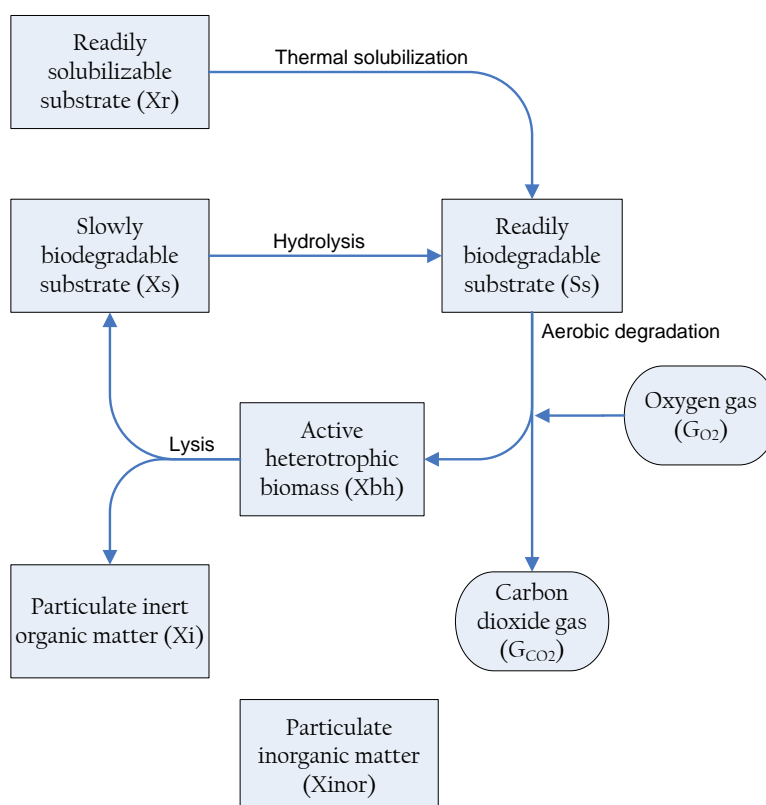 Readily
solubilizable
substrate (Xr)
Thermal solubilization
Slowly
biodegradable
substrate (Xs)
Hydrolysis
Readily
biodegradable
substrate (Ss)
Aerobic degradation
Oxygen gas
(GO2)
Lysis
Active
heterotrophic
biomass (Xbh)
Particulate inert
organic matter (Xi)
Carbon
dioxide gas
(GCO2)
Particulate
inorganic matter
(Xinor)